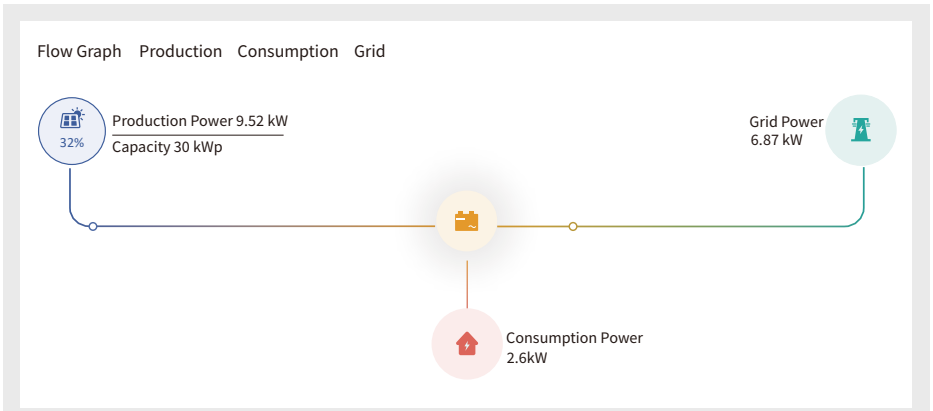 Flow Graph Production Consumption Grid
Production Power 9.52 kW
32%
Capacity 30 kWp
Grid Power
6.87 kW
Consumption Power
2.6kW